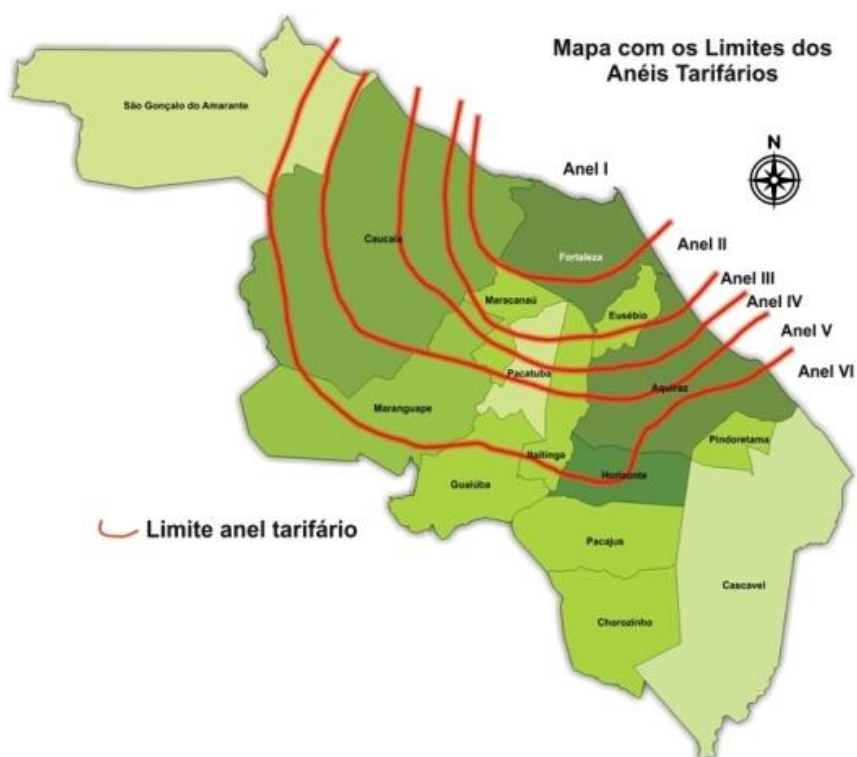 Mapa com os Limites dos
Anéis Tarifários
N
São Gonçalo do Amarante
Anel I
Caucaia
Fortaleza
Anel II
Anel III
Maracanaú
Eusébio
Anel IV
Anel V
Pacatuba
Anel VI
Aquiraz
Maranguape
Pindoretama
Itaitinga
Horizonte
Guaiúba
Limite anel tarifário
Pacajus
Cascavel
Chorozinho